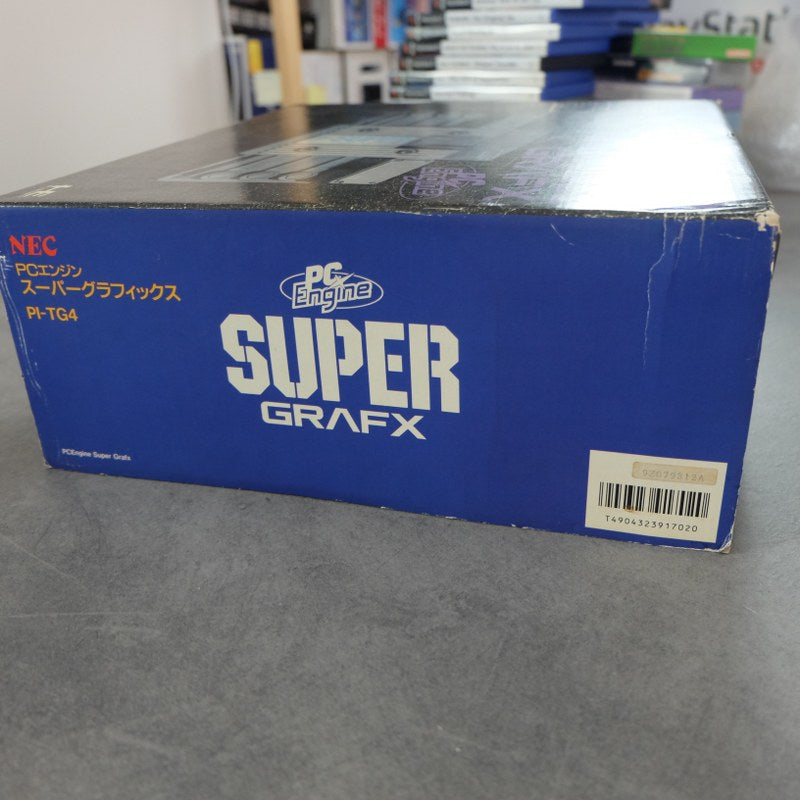 NEC
PCエンジン
スーパーグラフィックス
PI-TG4
PC
Engine
SUPER
GRAFX
PCEngine Super Grafx
9Z079312A
T4904323917020